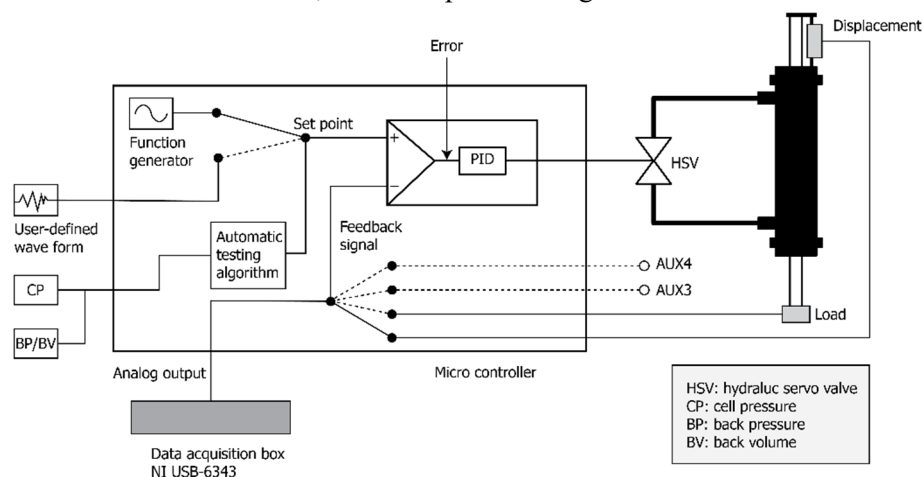 Displacement
Error
Set point
Function
generator
+
PID
−
HSV
User-defined
wave form
Automatic
testing
algorithm
Feedback
signal
AUX4
AUX3
CP
Load
BP/BV
Analog output
Micro controller
HSV: hydraluc servo valve
CP: cell pressure
BP: back pressure
BV: back volume
Data acquisition box
NI USB-6343